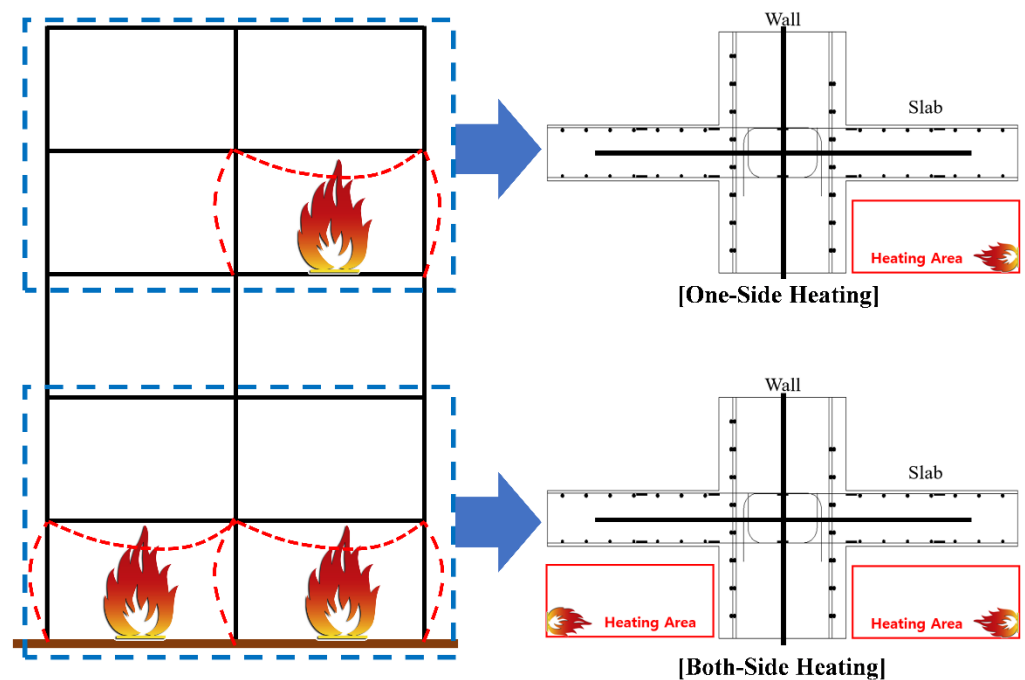 Wall
Slab
Heating Area
[One-Side Heating]
Wall
Slab
Heating Area
Heating Area
[Both-Side Heating]